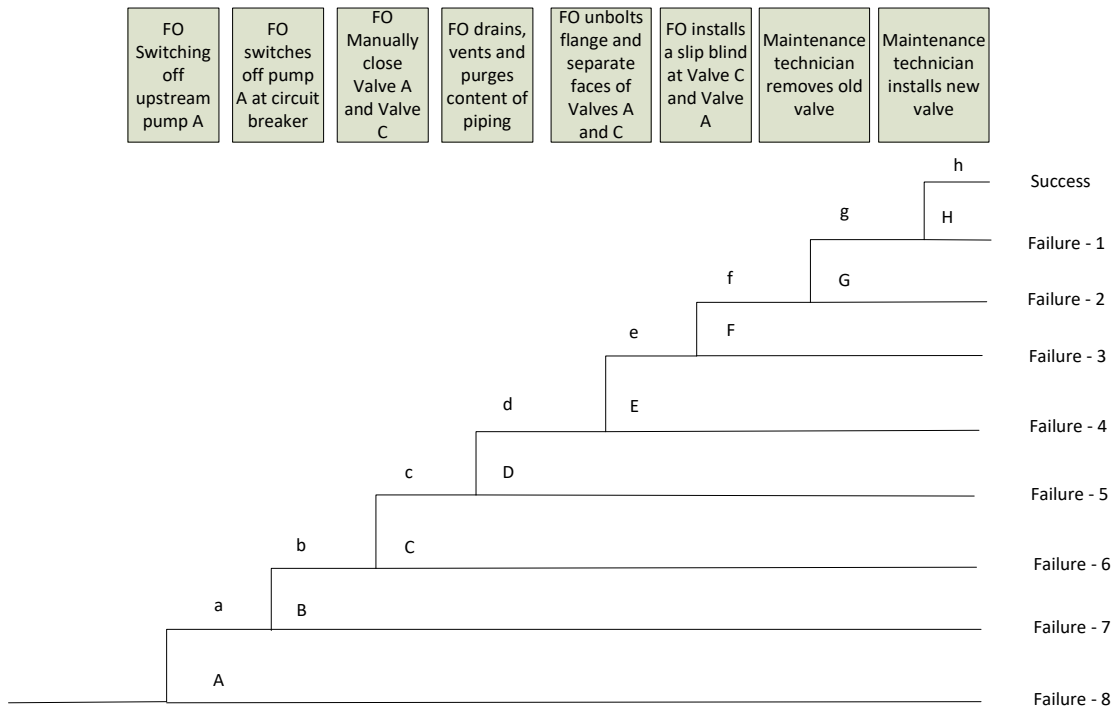 FO
Switching
off
upstream
pump A
FO
switches
off pump
A at circuit
breaker
FO
Manually
close
Valve A
and Valve
C
FO drains,
vents and
purges
content of
piping
FO unbolts
flange and
separate
faces of
Valves A
and C
FO installs
a slip blind
at Valve C
and Valve
A
Maintenance
technician
removes old
valve
Maintenance
technician
installs new
valve
h
Success
g
H
Failure - 1
f
G
Failure - 2
e
F
Failure - 3
d
E
Failure - 4
c
D
Failure - 5
b
C
Failure - 6
a
B
Failure - 7
A
Failure - 8